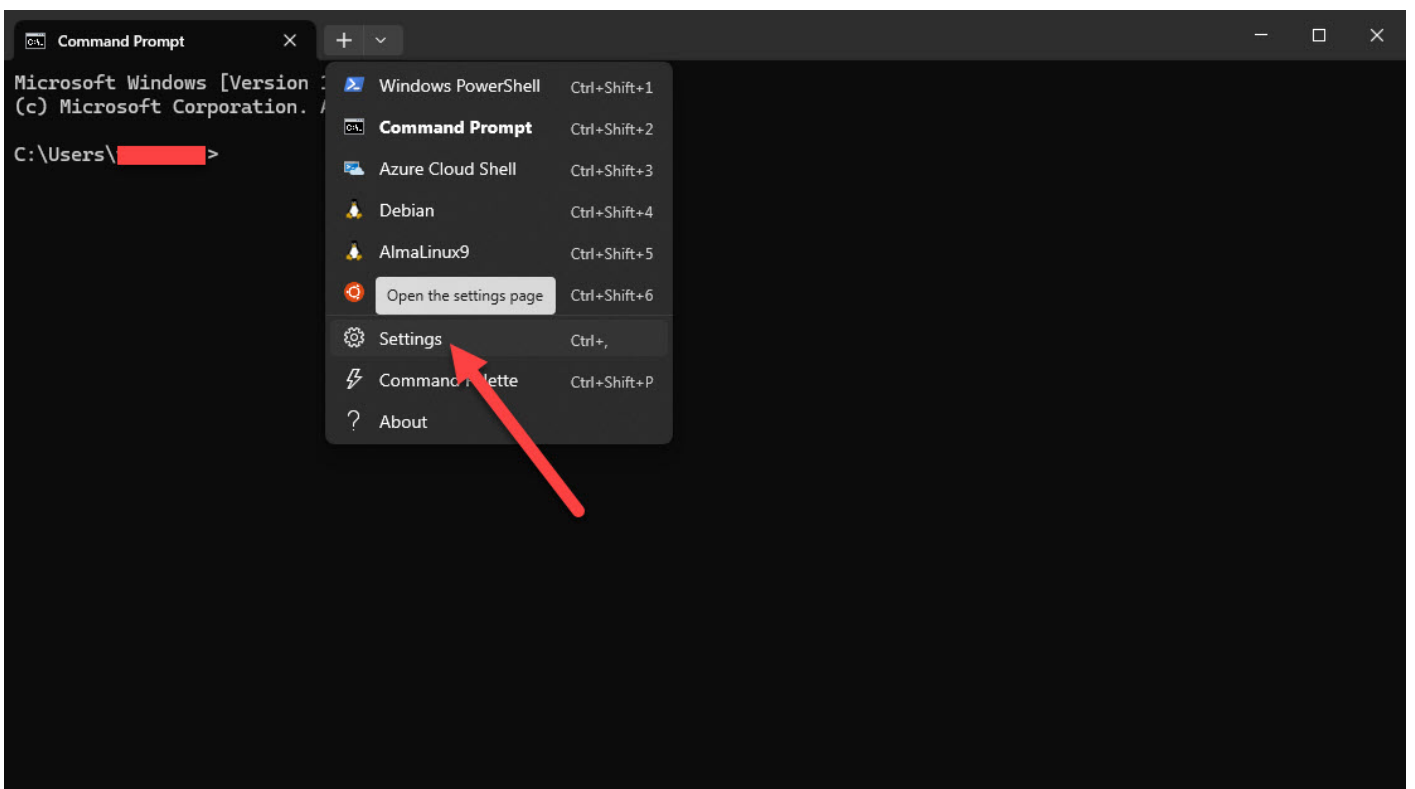 Command Prompt
Microsoft Windows [Version
(c) Microsoft Corporation.
C:\Users\ >
Windows PowerShell Ctrl+Shift+1
Command Prompt Ctrl+Shift+2
Azure Cloud Shell Ctrl+Shift+3
Debian Ctrl+Shift+4
AlmaLinux9 Ctrl+Shift+5
Open the settings page Ctrl+Shift+6
Settings Ctrl+,
Command Palette Ctrl+Shift+P
About